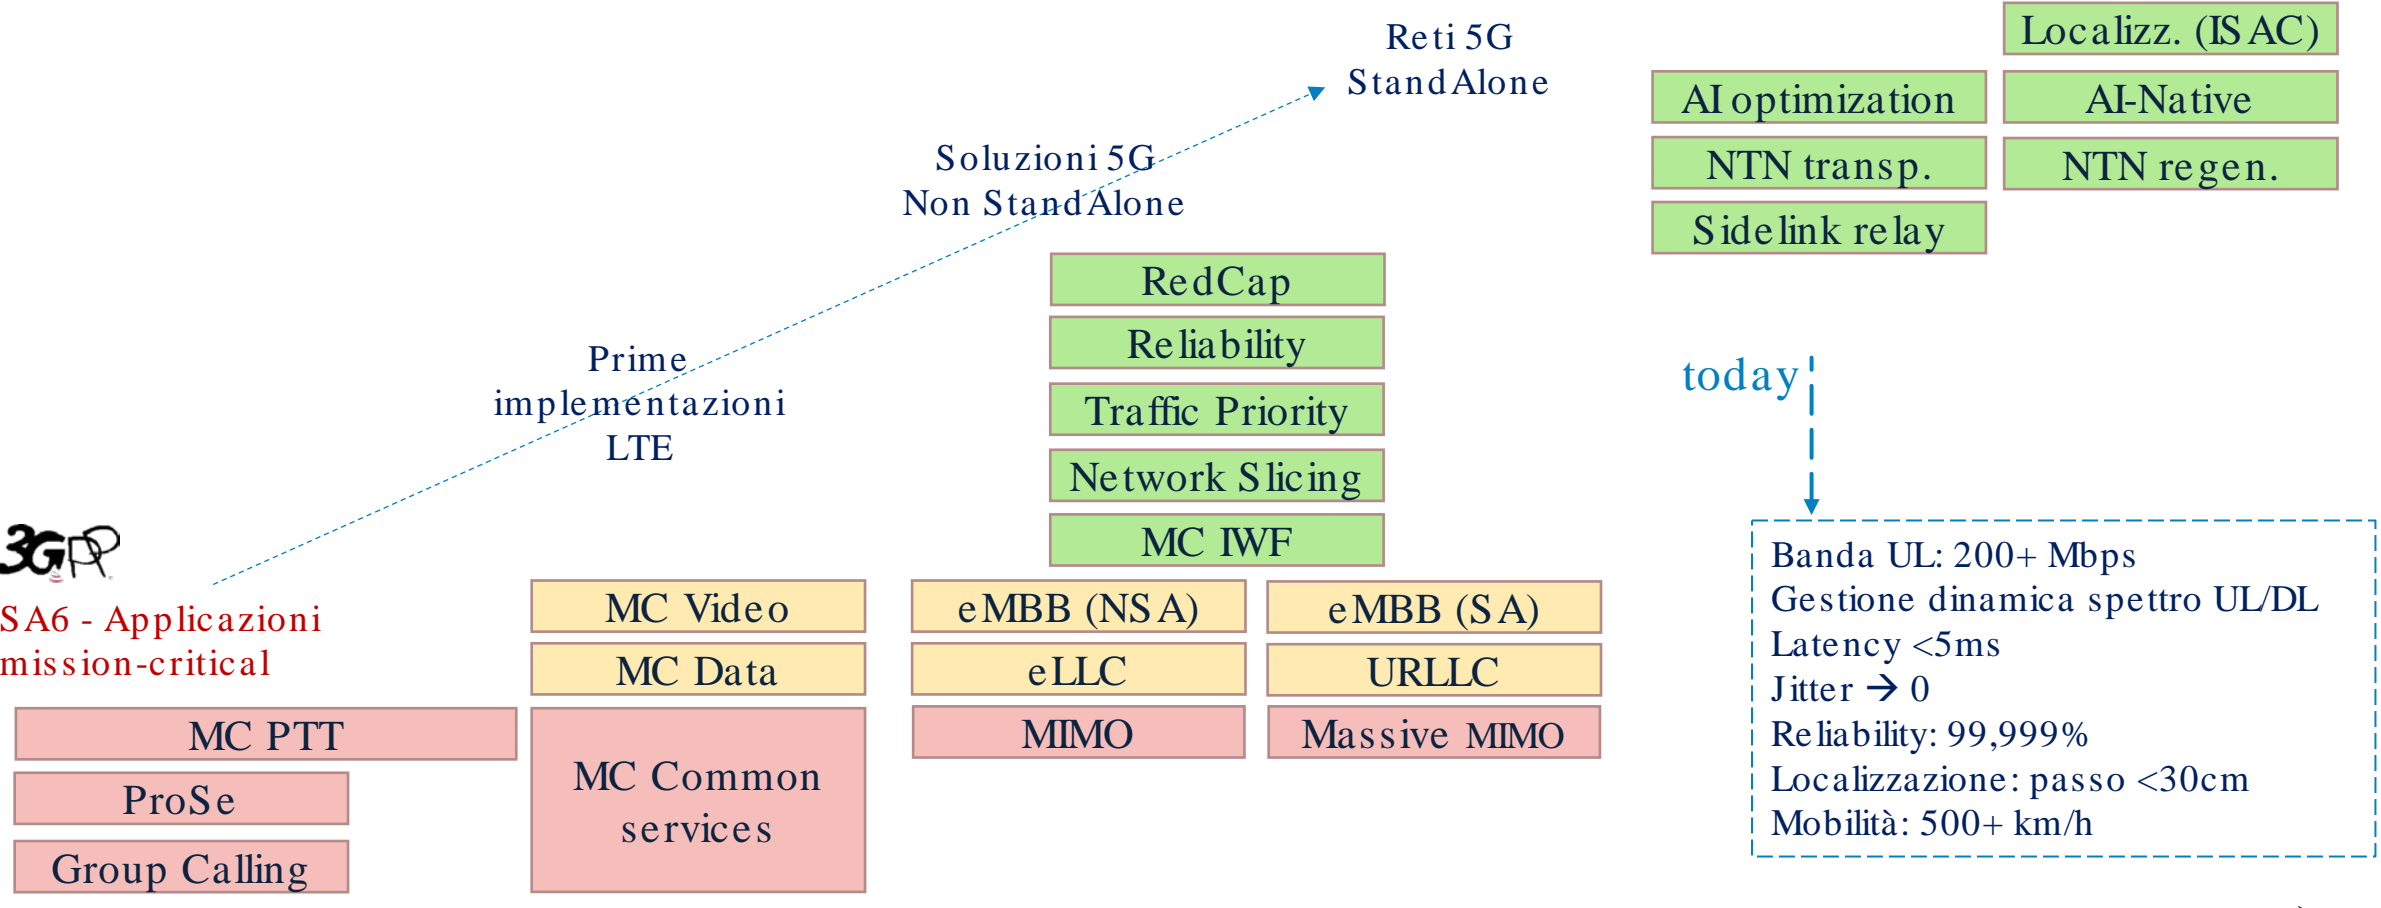 Reti 5G
StandAlone
Localizz. (ISAC)
AI optimization
AI-Native
NTN transp.
NTN regen.
Sidelink relay
Soluzioni 5G
Non StandAlone
RedCap
Reliability
Traffic Priority
Network Slicing
MC IWF
Prime
implementazioni
LTE
today
3GPP
SA6 - Applicazioni
mission-critical
MC Video
eMBB (NSA)
eMBB (SA)
MC Data
eLLC
URLLC
MC PTT
MC Common
services
MIMO
Massive MIMO
ProSe
Group Calling
Banda UL: 200+ Mbps
Gestione dinamica spettro UL/DL
Latency <5ms
Jitter → 0
Reliability: 99,999%
Localizzazione: passo <30cm
Mobilità: 500+ km/h